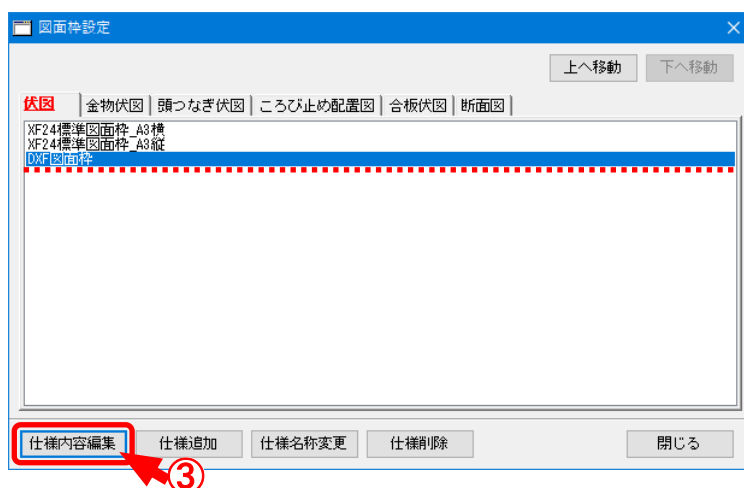 図面枠設定
上へ移動 下へ移動
伏図 金物伏図 頭つなぎ伏図 ころび止め配置図 合板伏図 断面図
XF24標準図面枠_A3横
XF24標準図面枠_A3縦
DXF図面枠
仕様内容編集 仕様追加 仕様名称変更 仕様削除 閉じる
③